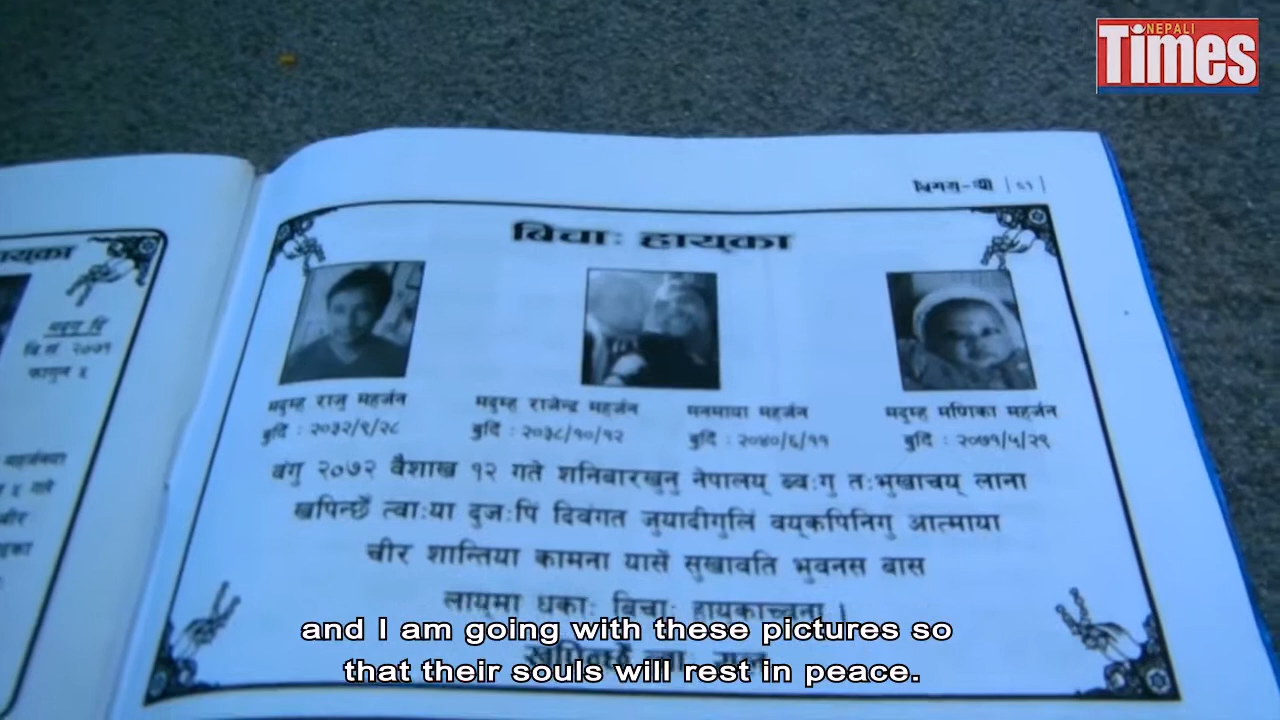 NEPALI
Times
बिचाः हाय्‌का
मदुम्ह राजु महर्जन
बुदिं : २०३२/९/२८
मदुम्ह राजेन्द्र महर्जन
बुदिं : २०३८/१०/१२
मनमाया महर्जन
बुदिं : २०४०/६/११
मदुम्ह मणिका महर्जन
बुदिं : २०७१/५/२९
वंगु २०७२ वैशाख १२ गते शनिबारखुनु नेपालय् ब्वःगु तःभुखाचय् लाना
खपिन्छेँ त्वाःया दुजःपिं दिवंगत जुयादीगुलिं वय्‌कपिनिगु आत्माया
चीर शान्तिया कामना यासेँ सुखावति भुवनस बास
लाय्‌मा धकाः बिचाः हायकाच्वना ।
and I am going with these pictures so
that their souls will rest in peace.
वि.सं. २०७१